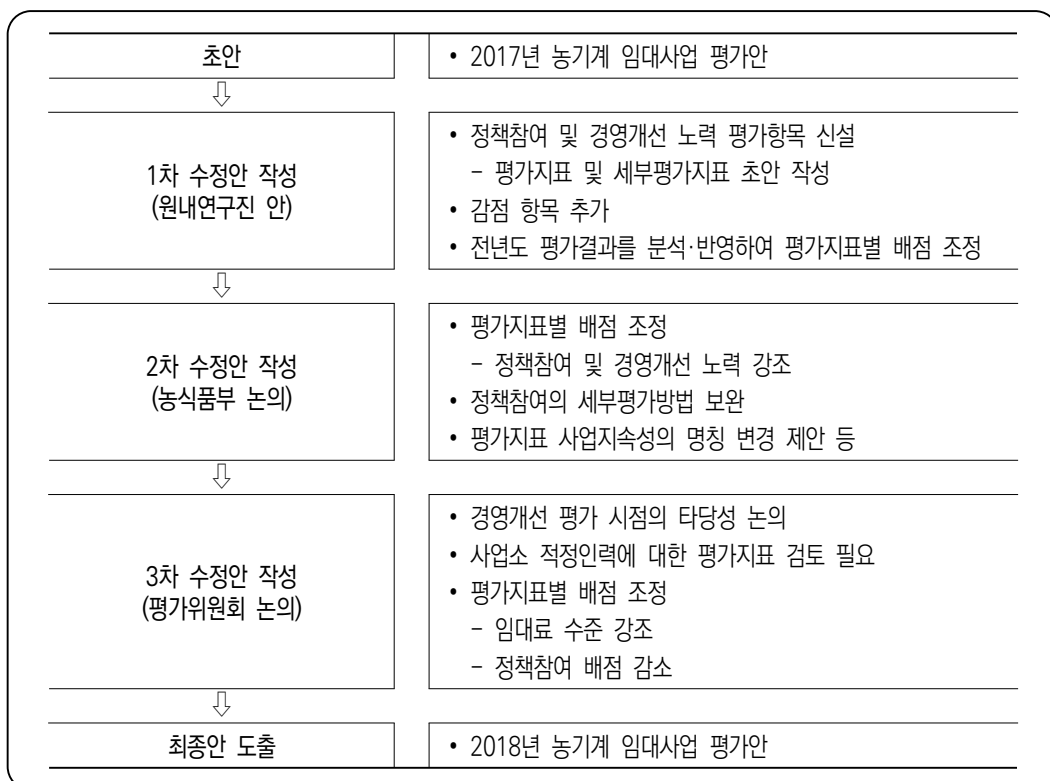 초안
• 2017년 농기계 임대사업 평가안
⇩
1차 수정안 작성
(원내연구진 안)
• 정책참여 및 경영개선 노력 평가항목 신설
- 평가지표 및 세부평가지표 초안 작성
• 감점 항목 추가
• 전년도 평가결과를 분석·반영하여 평가지표별 배점 조정
⇩
2차 수정안 작성
(농식품부 논의)
• 평가지표별 배점 조정
- 정책참여 및 경영개선 노력 강조
• 정책참여의 세부평가방법 보완
• 평가지표 사업지속성의 명칭 변경 제안 등
⇩
3차 수정안 작성
(평가위원회 논의)
• 경영개선 평가 시점의 타당성 논의
• 사업소 적정인력에 대한 평가지표 검토 필요
• 평가지표별 배점 조정
- 임대료 수준 강조
- 정책참여 배점 감소
⇩
최종안 도출
• 2018년 농기계 임대사업 평가안